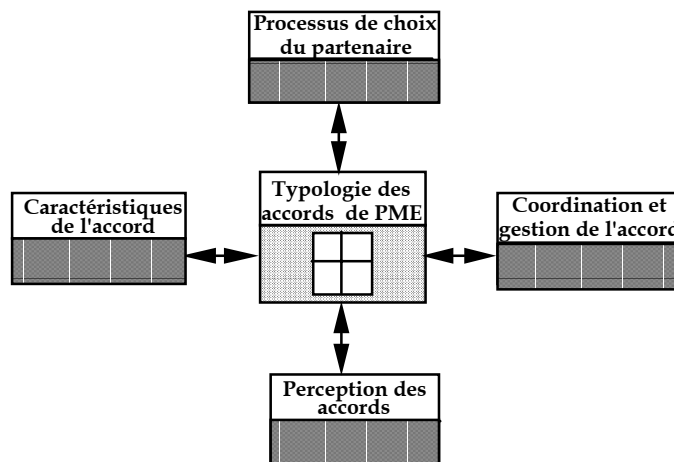 Processus de choix
du partenaire
Typologie des
accords de PME
Caractéristiques
de l'accord
Coordination et
gestion de l'accord
Perception des
accords